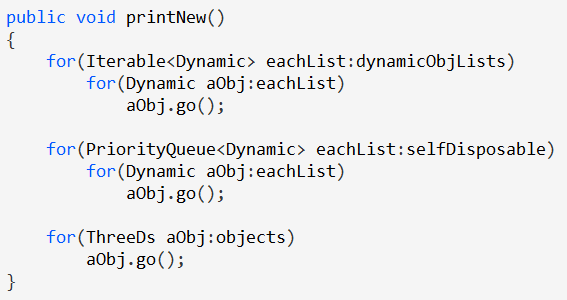 public void printNew()
{
    for(Iterable<Dynamic> eachList:dynamicObjLists)
        for(Dynamic aObj:eachList)
            aObj.go();

    for(PriorityQueue<Dynamic> eachList:selfDisposable)
        for(Dynamic aObj:eachList)
            aObj.go();

    for(ThreeDs aObj:objects)
        aObj.go();
}